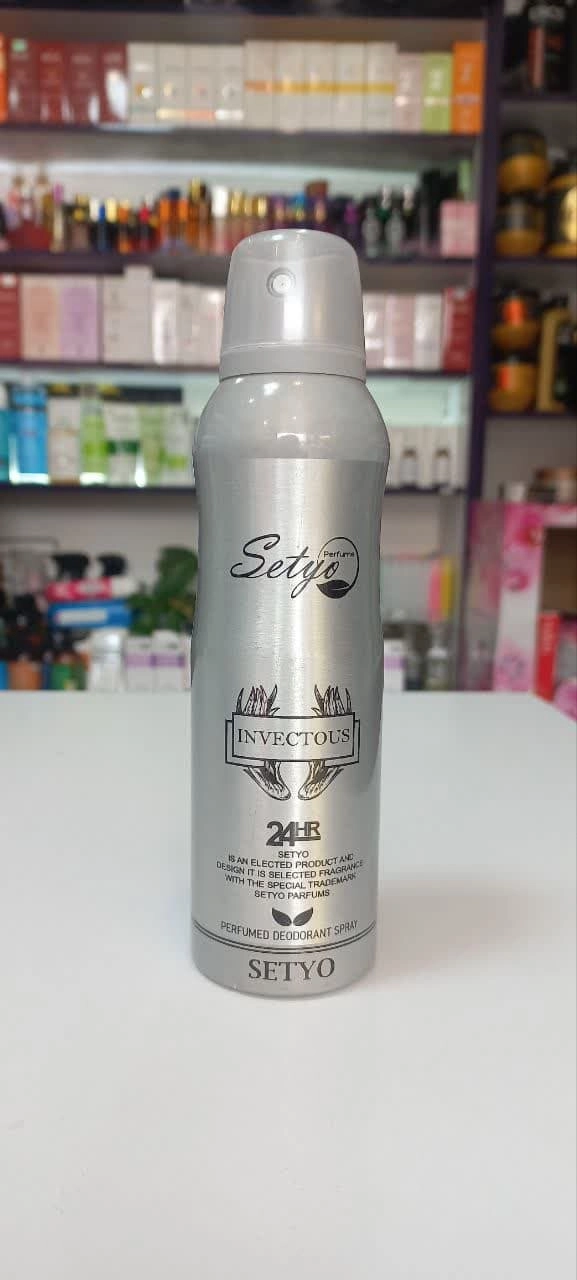 Perfume
Setyo
INVECTOUS
24HR
SETYO
IS AN ELECTED PRODUCT AND
DESIGN IT IS SELECTED FRAGRANCE
WITH THE SPECIAL TRADEMARK
SETYO PARFUMS
PERFUMED DEODORANT SPRAY
SETYO